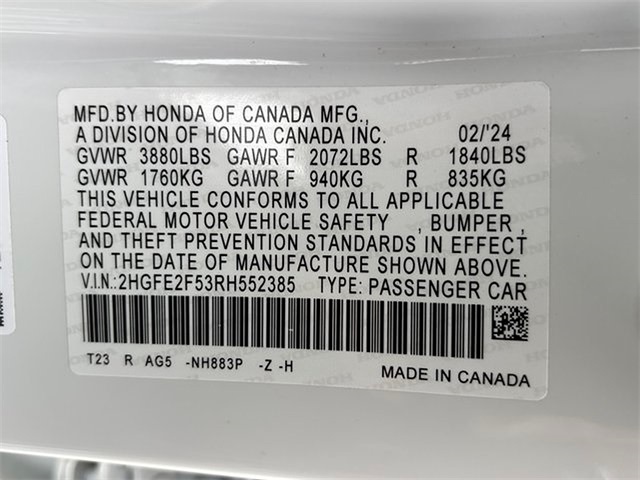 MFD.BY HONDA OF CANADA MFG.,
A DIVISION OF HONDA CANADA INC. 02/'24
GVWR 3880LBS GAWR F 2072LBS R 1840LBS
GVWR 1760KG GAWR F 940KG R 835KG
THIS VEHICLE CONFORMS TO ALL APPLICABLE
FEDERAL MOTOR VEHICLE SAFETY , BUMPER ,
AND THEFT PREVENTION STANDARDS IN EFFECT
ON THE DATE OF MANUFACTURE SHOWN ABOVE.
V.I.N.:2HGFE2F53RH552385 TYPE: PASSENGER CAR
T23 R AG5 -NH883P -Z -H
MADE IN CANADA